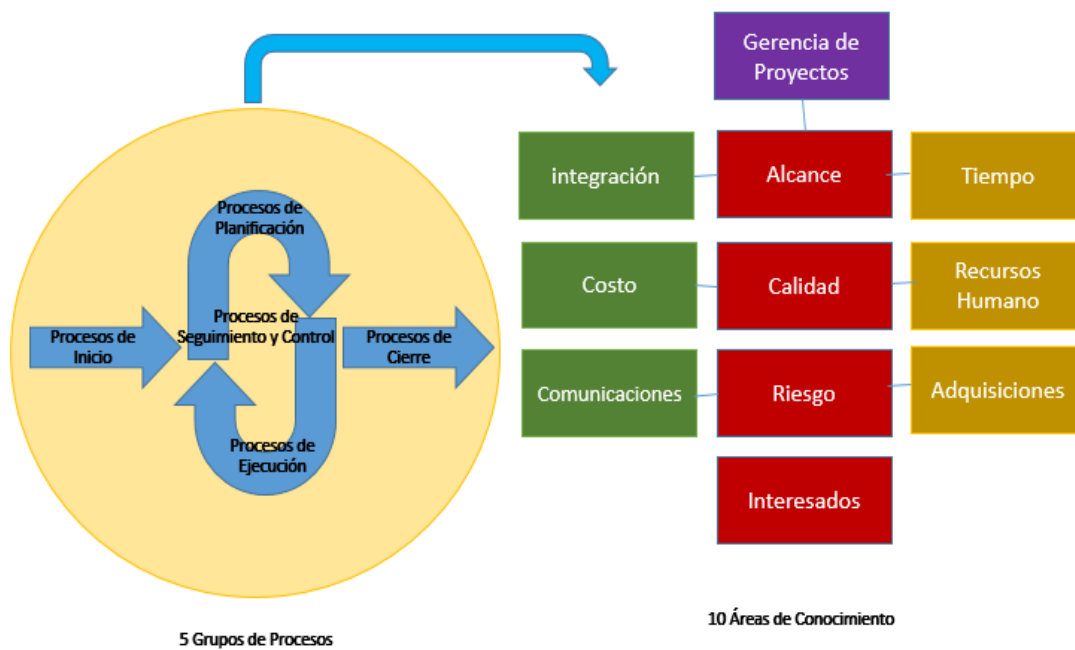 Procesos de
Planificación
Procesos de
Seguimiento y Control
Procesos de
Inicio
Procesos de
Cierre
Procesos de
Ejecución
5 Grupos de Procesos
Gerencia de
Proyectos
integración
Alcance
Tiempo
Costo
Calidad
Recursos
Humano
Comunicaciones
Riesgo
Adquisiciones
Interesados
10 Áreas de Conocimiento